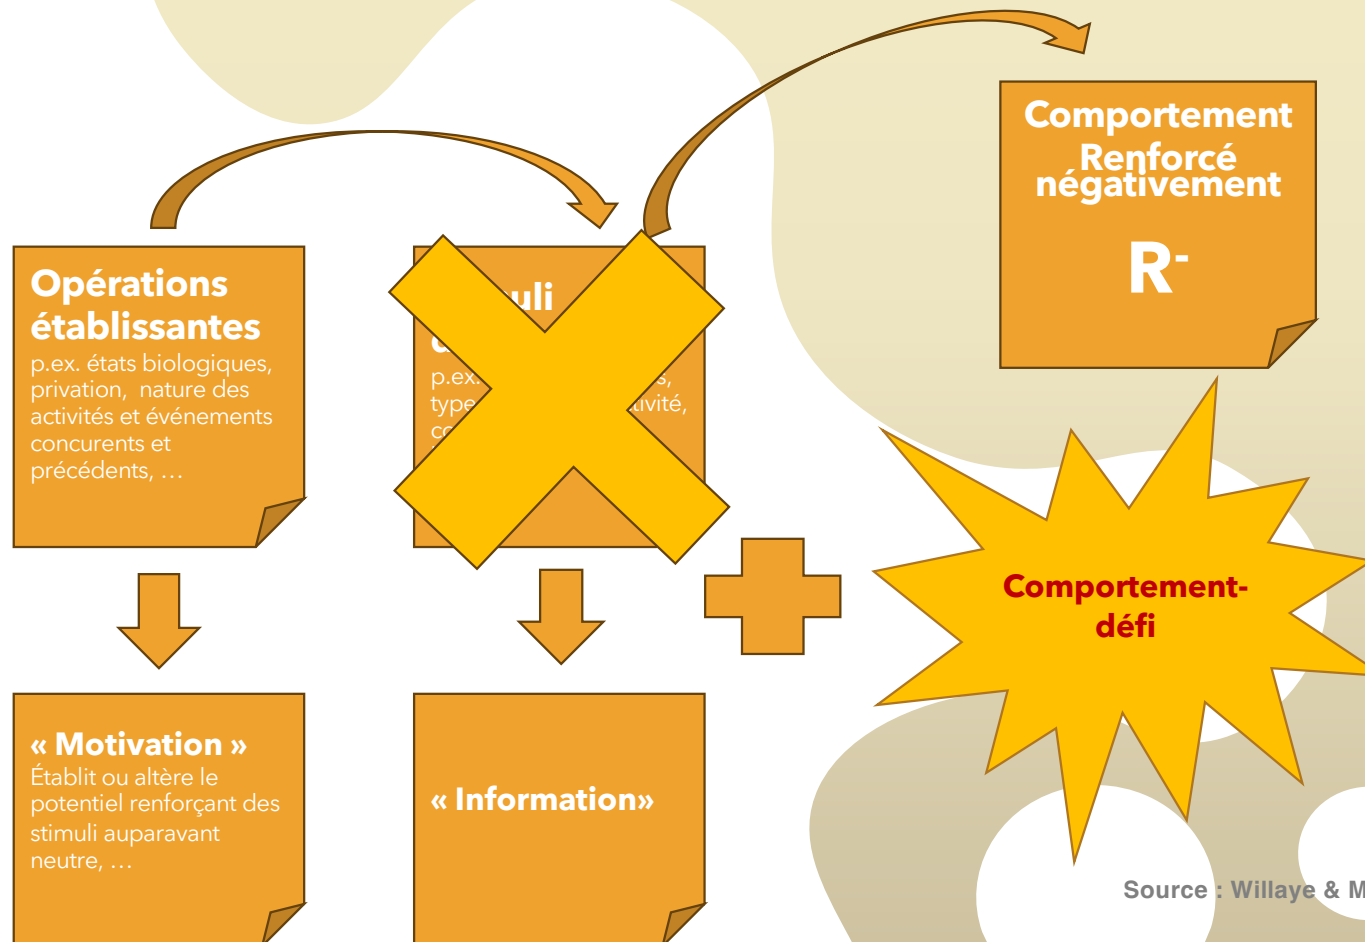 Comportement
Renforcé
négativement
R-
Opérations
établissantes
p.ex. états biologiques,
privation, nature des
activités et événements
concurents et
précédents, …
uli
p.ex. s,
type tivité,
« Motivation »
Établit ou altère le
potentiel renforçant des
stimuli auparavant
neutre, …
« Information»
Comportement-
défi
Source : Willaye & M